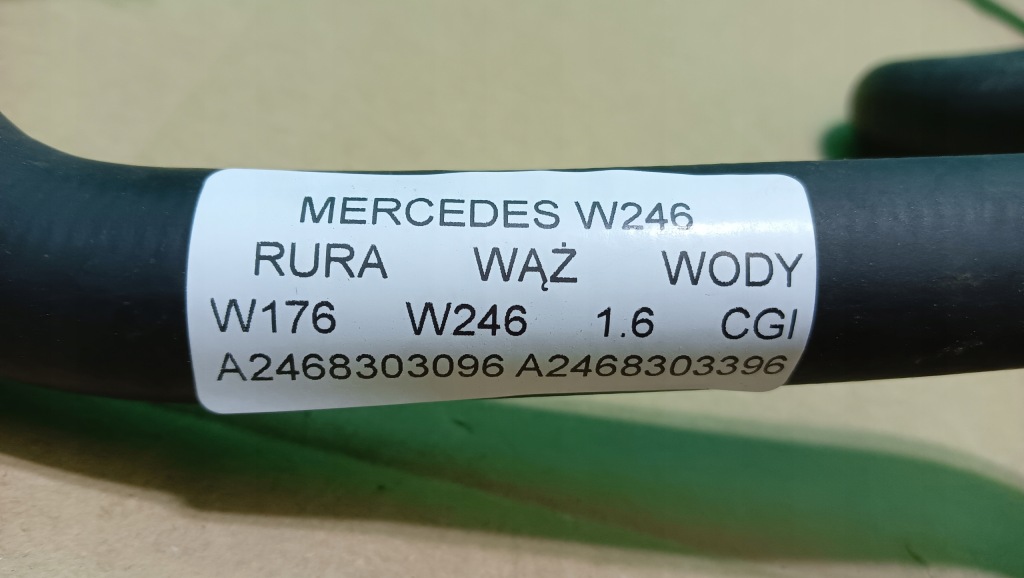 MERCEDES W246
RURA WĄŻ WODY
W176 W246 1.6 CGI
A2468303096 A2468303396